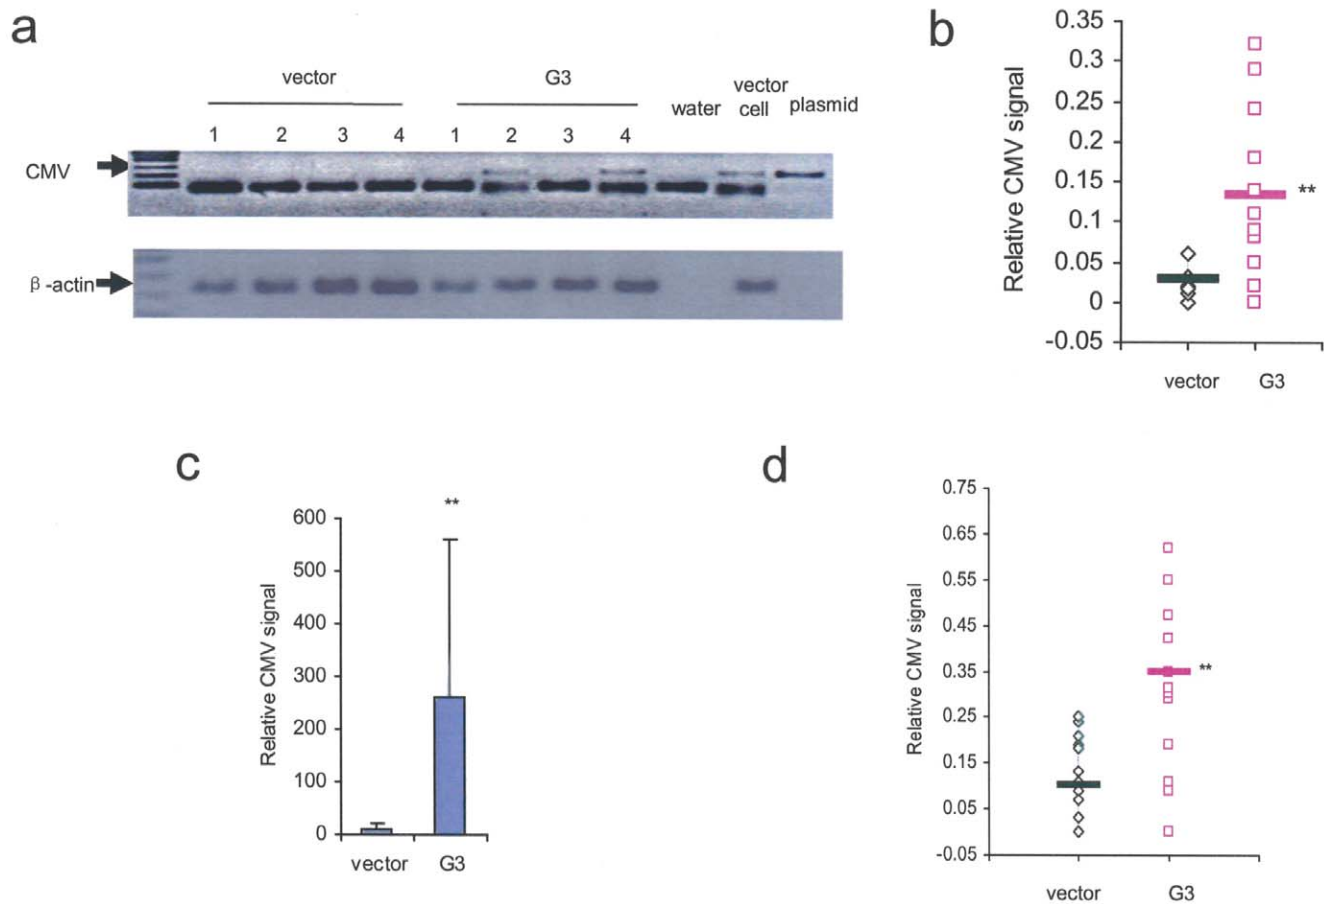 a
vector
G3
water
vector cell
plasmid
1 2 3 4 1 2 3 4
CMV
β-actin
b
Relative CMV signal
0.35
0.3
0.25
0.2
0.15
0.1
0.05
0
-0.05
**
vector G3
c
**
Relative CMV signal
600
500
400
300
200
100
0
vector G3
d
Relative CMV signal
0.75
0.65
0.55
0.45
0.35
0.25
0.15
0.05
-0.05
**
vector G3